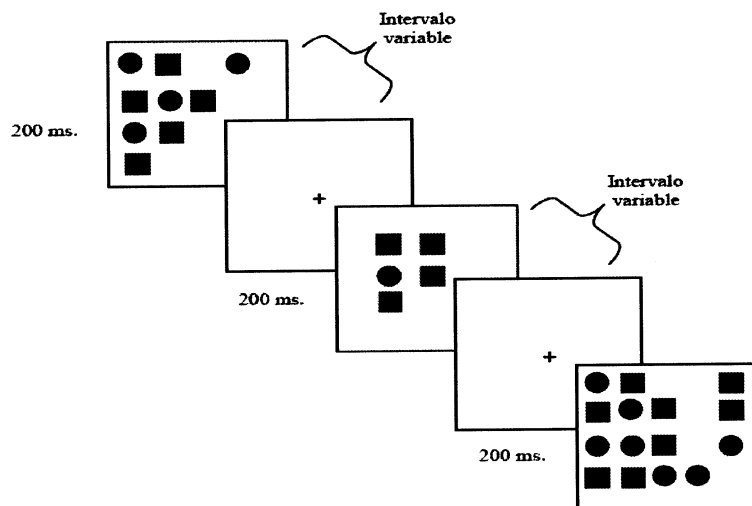 Intervalo
variable
200 ms.
+
Intervalo
variable
200 ms.
+
200 ms.